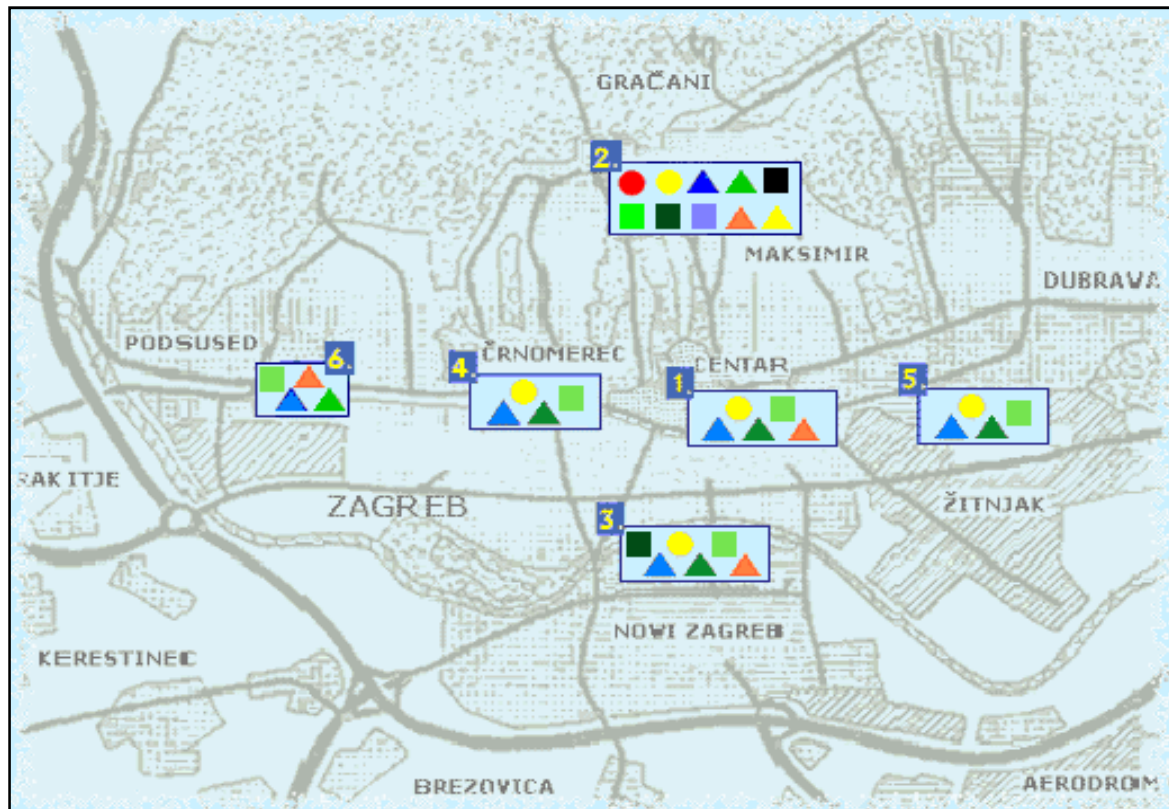 GRAČANI
2.
MAKSIMIR
DUBRAVA
PODSUSED
6.
4.
ČRNOMEREC
1.
CENTAR
5.
RAKITJE
ZAGREB
3.
ŽITNJAK
NOWI ZAGREB
KERESTINEC
BREZOVICA
AERODROM